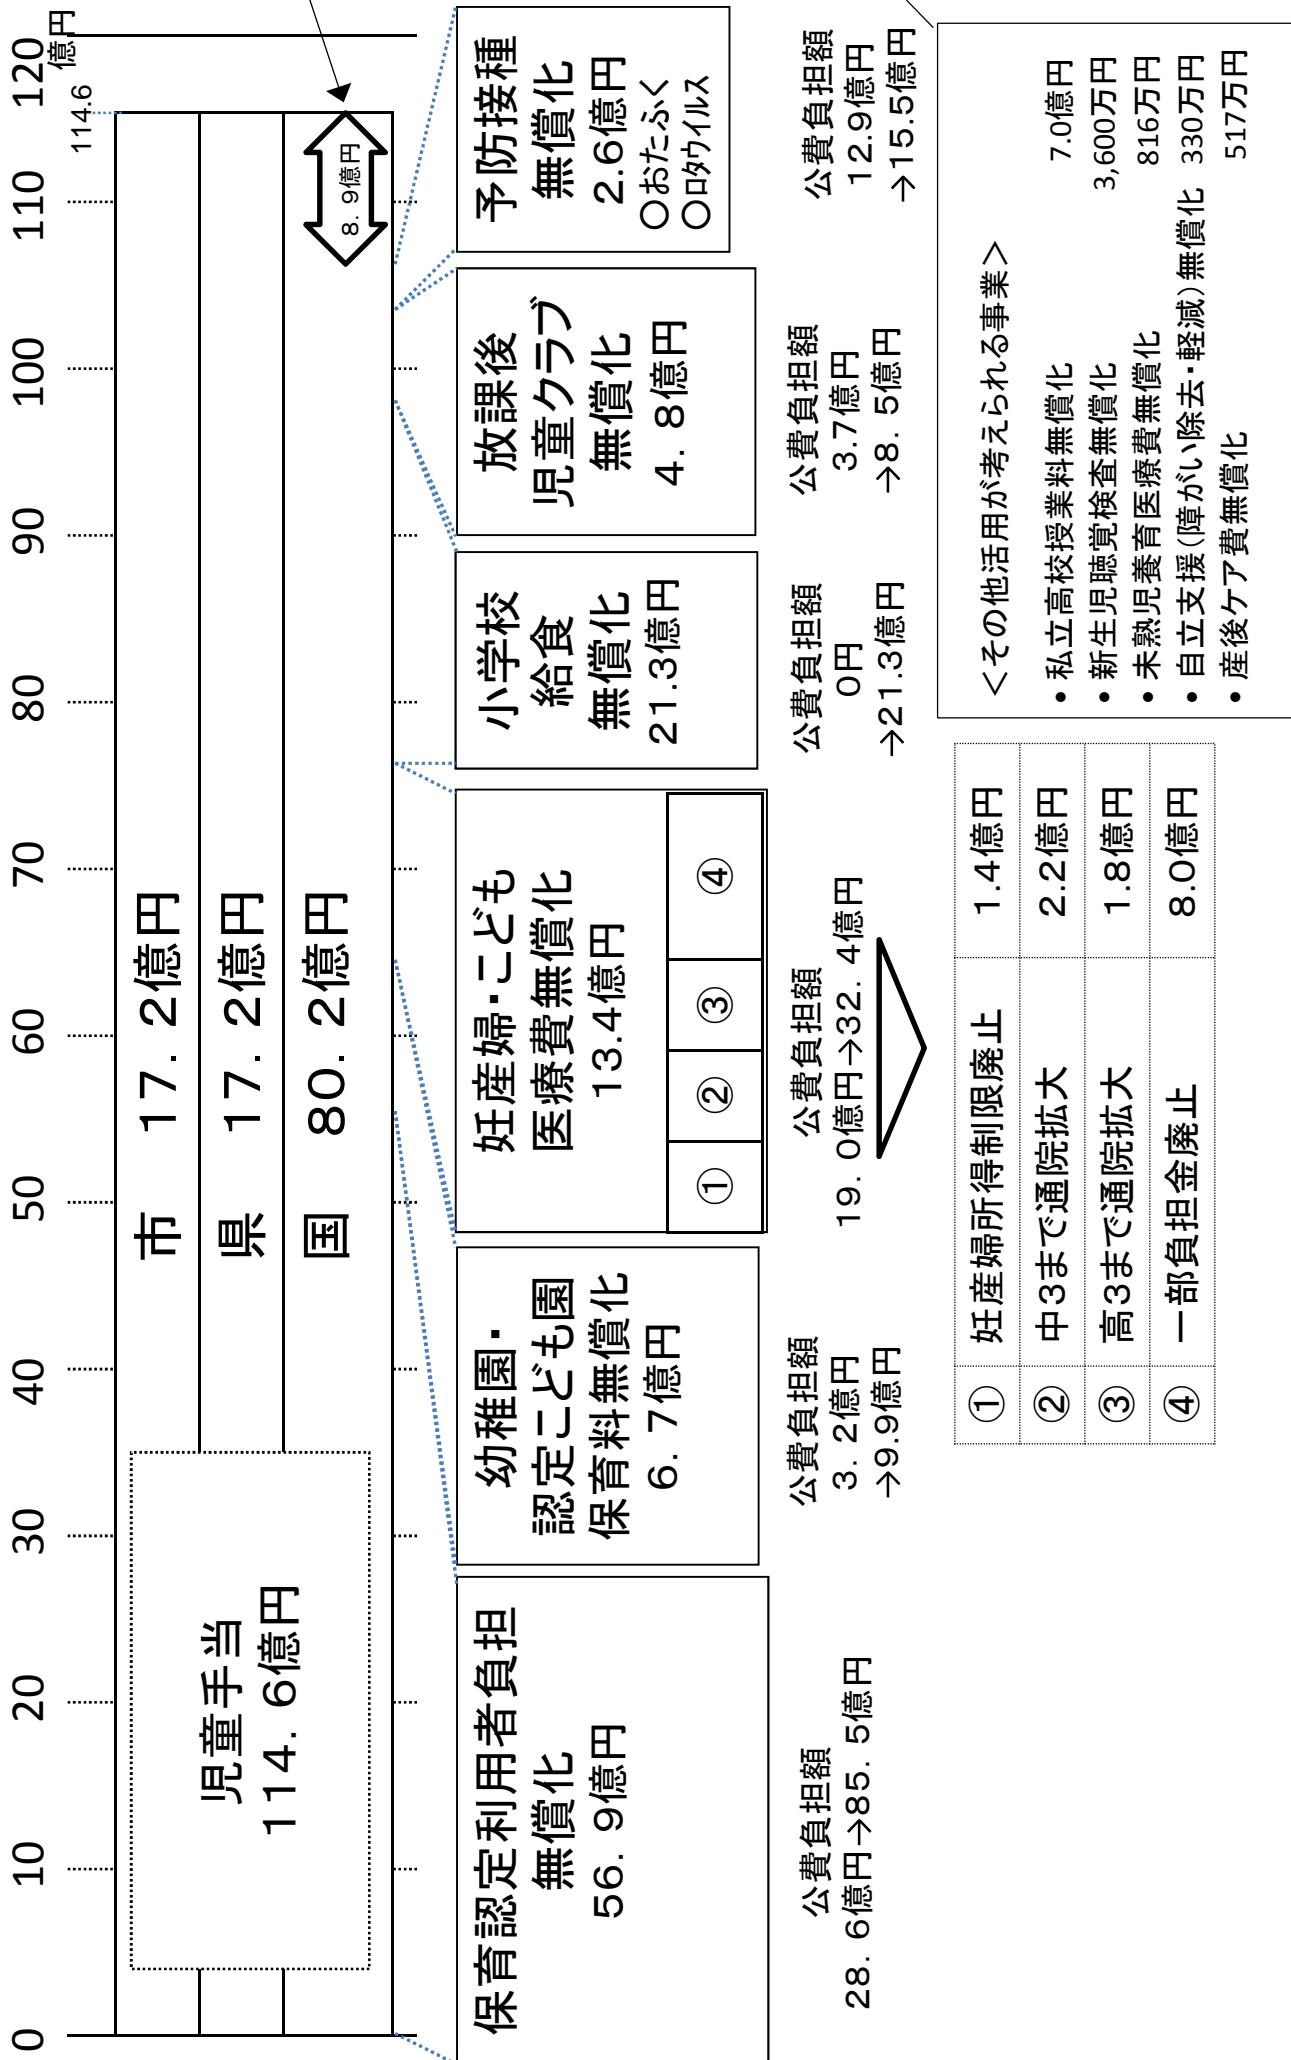 0 10 20 30 40 50 60 70 80 90 100 110 120
億円
114.6
市 17．2億円
県 17．2億円
国 80．2億円
児童手当
114．6億円
8．9億円
保育認定利用者負担
無償化
56．9億円
公費負担額
28．6億円→85．5億円
幼稚園・
認定こども園
保育料無償化
6．7億円
公費負担額
3．2億円
→9.9億円
妊産婦・こども
医療費無償化
13.4億円
① ② ③ ④
公費負担額
19．0億円→32．4億円
小学校
給食
無償化
21.3億円
公費負担額
0円
→21.3億円
放課後
児童クラブ
無償化
4．8億円
公費負担額
3.7億円
→8．5億円
予防接種
無償化
2.6億円
○おたふく
○ロタウイルス
公費負担額
12.9億円
→15.5億円
① 妊産婦所得制限廃止 1.4億円
② 中3まで通院拡大 2.2億円
③ 高3まで通院拡大 1.8億円
④ 一部負担金廃止 8.0億円
＜その他活用が考えられる事業＞
• 私立高校授業料無償化 7.0億円
• 新生児聴覚検査無償化 3,600万円
• 未熟児養育医療費無償化 816万円
• 自立支援（障がい除去・軽減）無償化 330万円
• 産後ケア費無償化 517万円